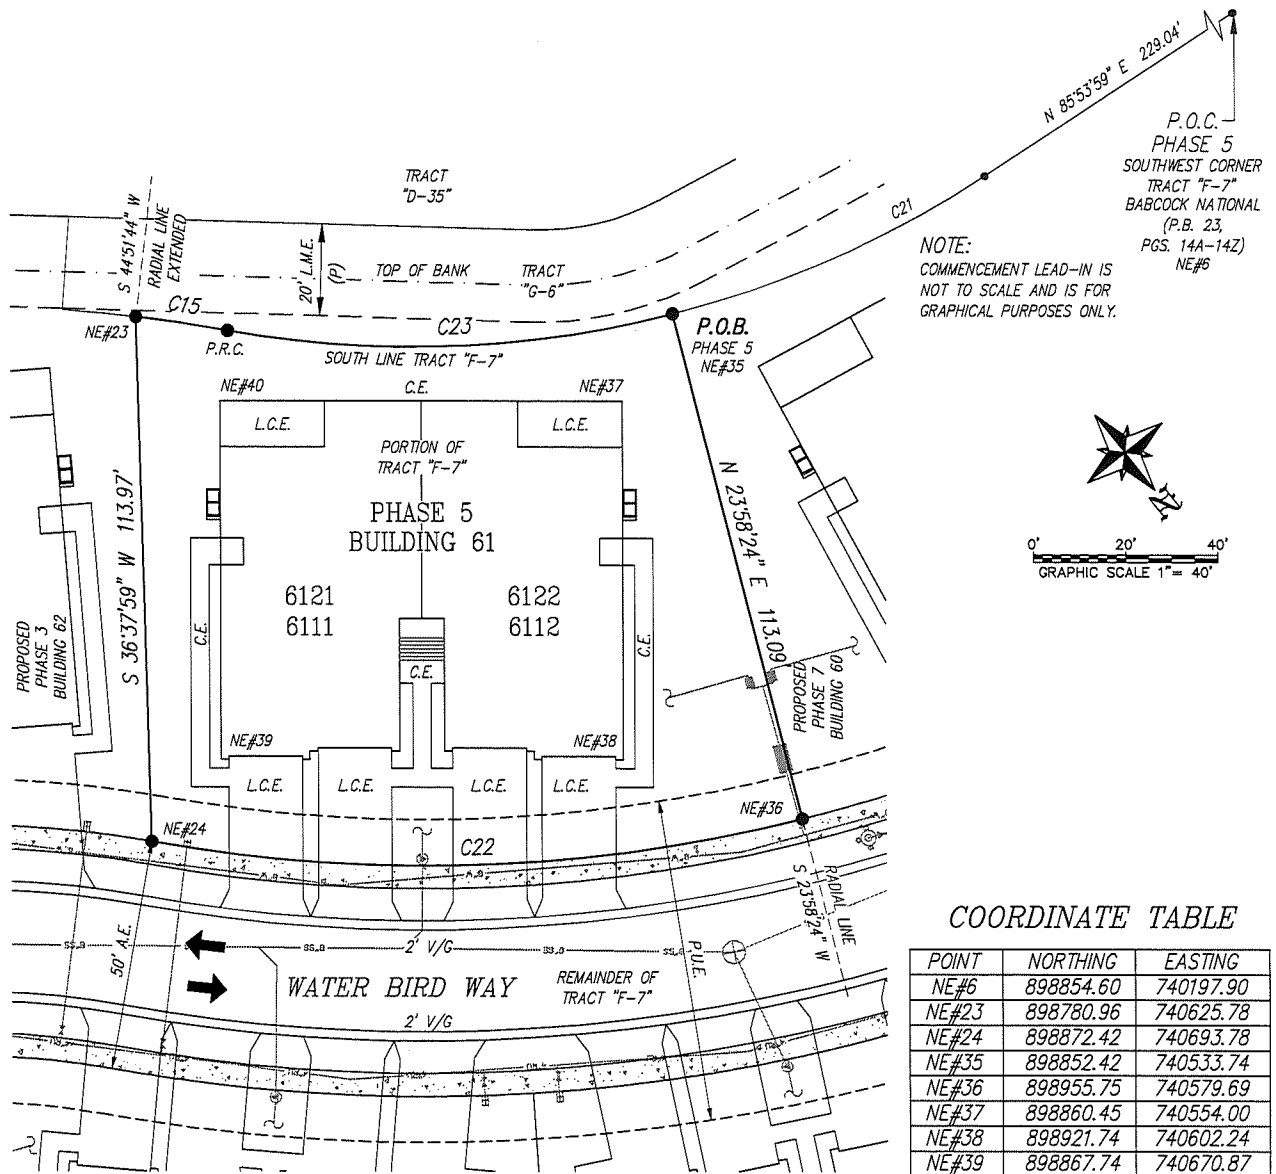 N 85°53'59" E 229.04'
P.O.C.
PHASE 5
SOUTHWEST CORNER
TRACT "F-7"
BABCOCK NATIONAL
(P.B. 23,
PGS. 14A-14Z)
NE#6
C21
TRACT
"D-35"
S 44°51'44" W
RADIAL LINE
EXTENDED
20' L.M.E.
(P)
TOP OF BANK
TRACT
"G-6"
NOTE:
COMMENCEMENT LEAD-IN IS
NOT TO SCALE AND IS FOR
GRAPHICAL PURPOSES ONLY.
C15
C23
NE#23
P.R.C.
SOUTH LINE TRACT "F-7"
P.O.B.
PHASE 5
NE#35
NE#40
C.E.
NE#37
L.C.E.
L.C.E.
PORTION OF
TRACT "F-7"
PHASE 5
BUILDING 61
6121
6111
6122
6112
C.E.
C.E.
C.E.
S 36°37'59" W 113.97'
N 23°58'24" E 113.09'
PROPOSED
PHASE 3
BUILDING 62
PROPOSED
PHASE 7
BUILDING 60
N
0' 20' 40'
GRAPHIC SCALE 1"= 40'
NE#39
NE#38
L.C.E.
L.C.E.
L.C.E.
L.C.E.
NE#36
NE#24
C22
RADIAL LINE
S 23°58'24" W
50' A.E.
P.U.E.
2' V/G
WATER BIRD WAY
REMAINDER OF
TRACT "F-7"
2' V/G
COORDINATE TABLE
POINT NORTHING EASTING
NE#6 898854.60 740197.90
NE#23 898780.96 740625.78
NE#24 898872.42 740693.78
NE#35 898852.42 740533.74
NE#36 898955.75 740579.69
NE#37 898860.45 740554.00
NE#38 898921.74 740602.24
NE#39 898867.74 740670.87